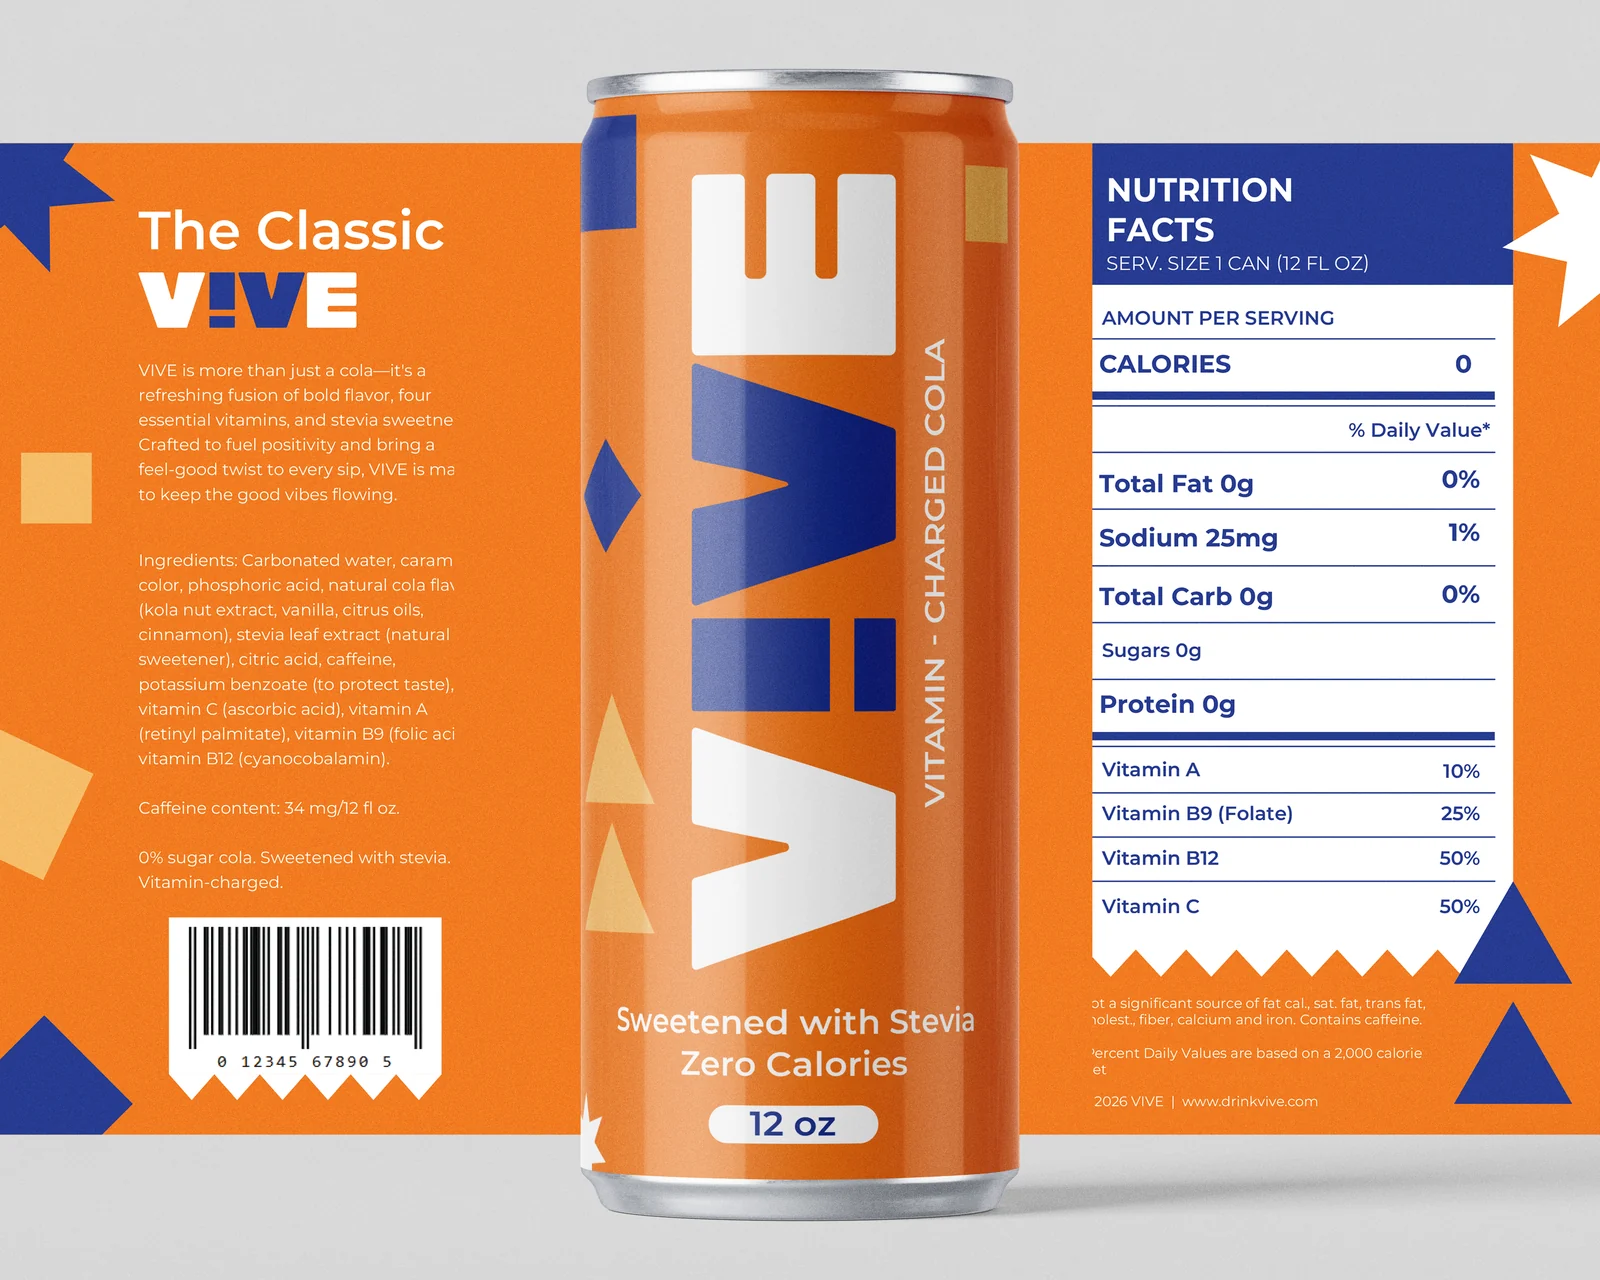 The Classic
V!VE
VIVE is more than just a cola—it's a
refreshing fusion of bold flavor, four
essential vitamins, and stevia sweetne
Crafted to fuel positivity and bring a
feel-good twist to every sip, VIVE is ma
to keep the good vibes flowing.
Ingredients: Carbonated water, caram
color, phosphoric acid, natural cola flav
(kola nut extract, vanilla, citrus oils,
cinnamon), stevia leaf extract (natural
sweetener), citric acid, caffeine,
potassium benzoate (to protect taste),
vitamin C (ascorbic acid), vitamin A
(retinyl palmitate), vitamin B9 (folic aci
vitamin B12 (cyanocobalamin).
Caffeine content: 34 mg/12 fl oz.
0% sugar cola. Sweetened with stevia.
Vitamin-charged.
0 12345 67890 5
V!VE
VITAMIN - CHARGED COLA
Sweetened with Stevia
Zero Calories
12 oz
NUTRITION
FACTS
SERV. SIZE 1 CAN (12 FL OZ)
AMOUNT PER SERVING
CALORIES 0
% Daily Value*
Total Fat 0g 0%
Sodium 25mg 1%
Total Carb 0g 0%
Sugars 0g
Protein 0g
Vitamin A 10%
Vitamin B9 (Folate) 25%
Vitamin B12 50%
Vitamin C 50%
ot a significant source of fat cal., sat. fat, trans fat,
holest., fiber, calcium and iron. Contains caffeine.
Percent Daily Values are based on a 2,000 calorie
et
2026 VIVE | www.drinkvive.com